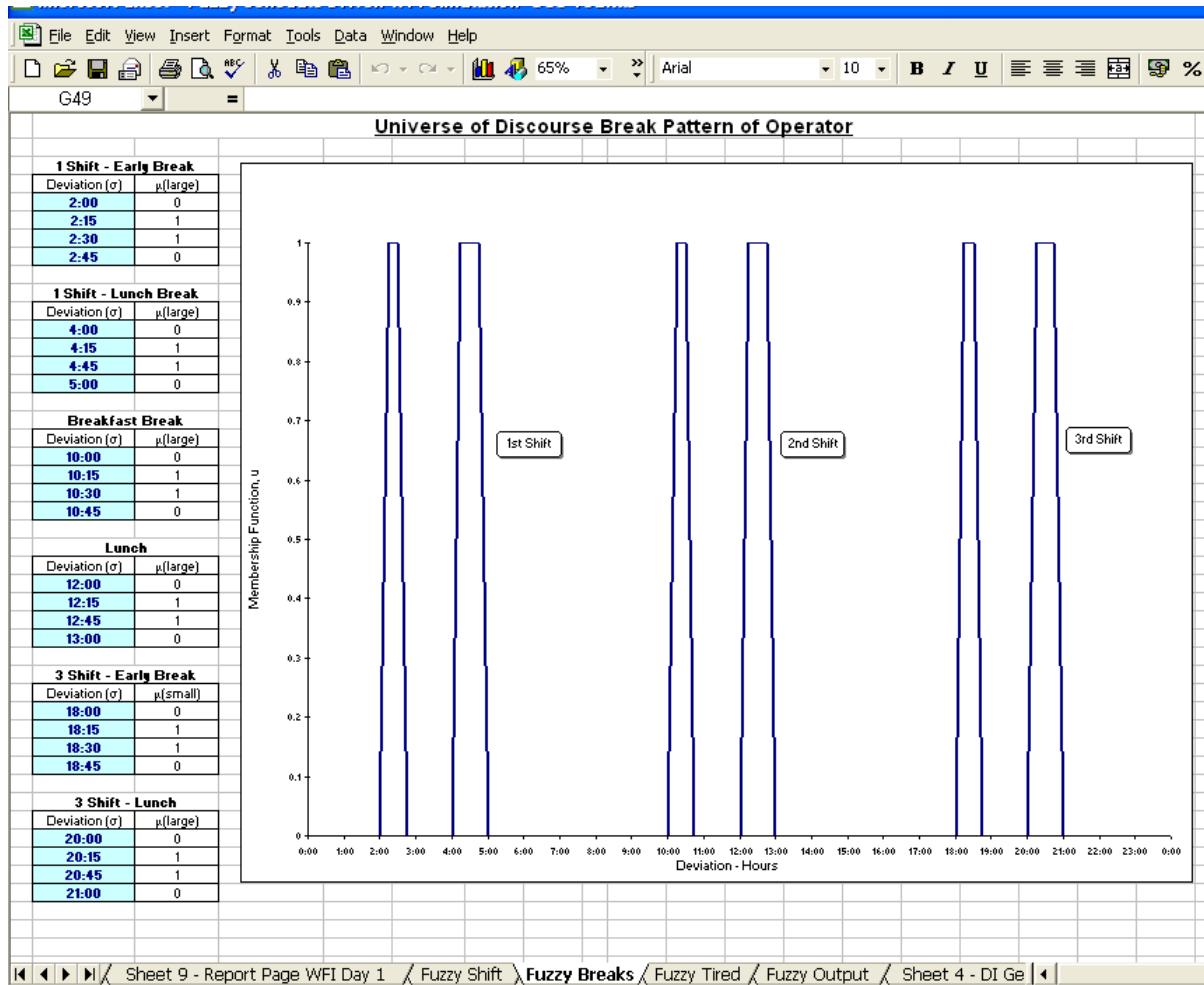 File Edit View Insert Format Tools Data Window Help
65% Arial 10 B I U %
G49 =
Universe of Discourse Break Pattern of Operator
1 Shift - Early Break
Deviation (σ) μ(large)
2:00 0
2:15 1
2:30 1
2:45 0
1 Shift - Lunch Break
Deviation (σ) μ(large)
4:00 0
4:15 1
4:45 1
5:00 0
Breakfast Break
Deviation (σ) μ(large)
10:00 0
10:15 1
10:30 1
10:45 0
Lunch
Deviation (σ) μ(large)
12:00 0
12:15 1
12:45 1
13:00 0
3 Shift - Early Break
Deviation (σ) μ(small)
18:00 0
18:15 1
18:30 1
18:45 0
3 Shift - Lunch
Deviation (σ) μ(large)
20:00 0
20:15 1
20:45 1
21:00 0
Membership Function, u
1
0.9
0.8
0.7
0.6
0.5
0.4
0.3
0.2
0.1
0
1st Shift
2nd Shift
3rd Shift
0:00 1:00 2:00 3:00 4:00 5:00 6:00 7:00 8:00 9:00 10:00 11:00 12:00 13:00 14:00 15:00 16:00 17:00 18:00 19:00 20:00 21:00 22:00 23:00 0:00
Deviation - Hours
Sheet 9 - Report Page WFI Day 1 Fuzzy Shift Fuzzy Breaks Fuzzy Tired Fuzzy Output Sheet 4 - DI Ge